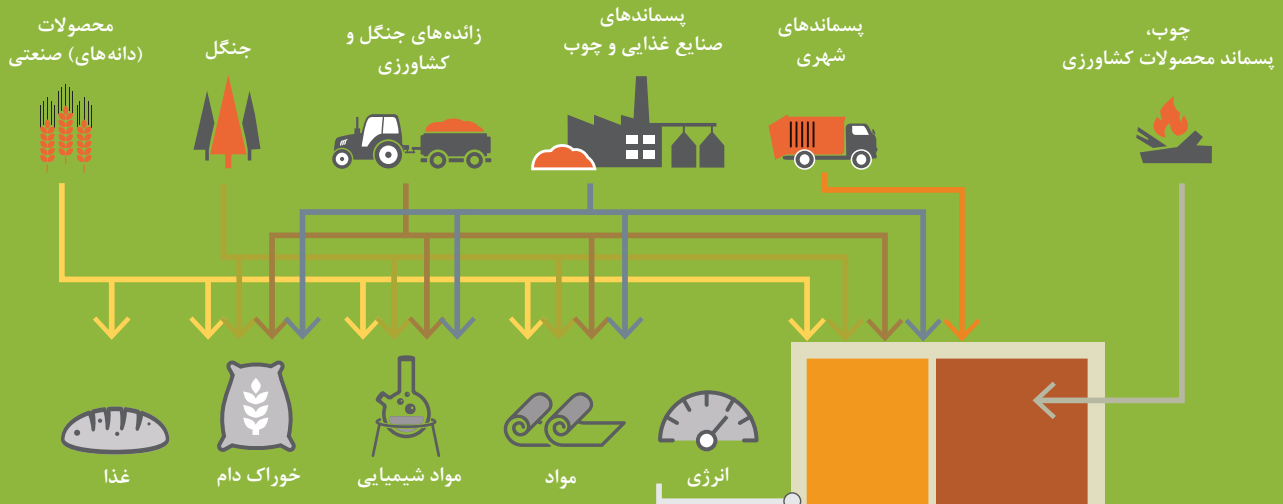 محصولات
(دانه‌های) صنعتی
جنگل
زائده‌های جنگل و
کشاورزی
پسماندهای
صنایع غذایی و چوب
پسماندهای
شهری
چوب،
پسماند محصولات کشاورزی
غذا
خوراک دام
مواد شیمیایی
مواد
انرژی